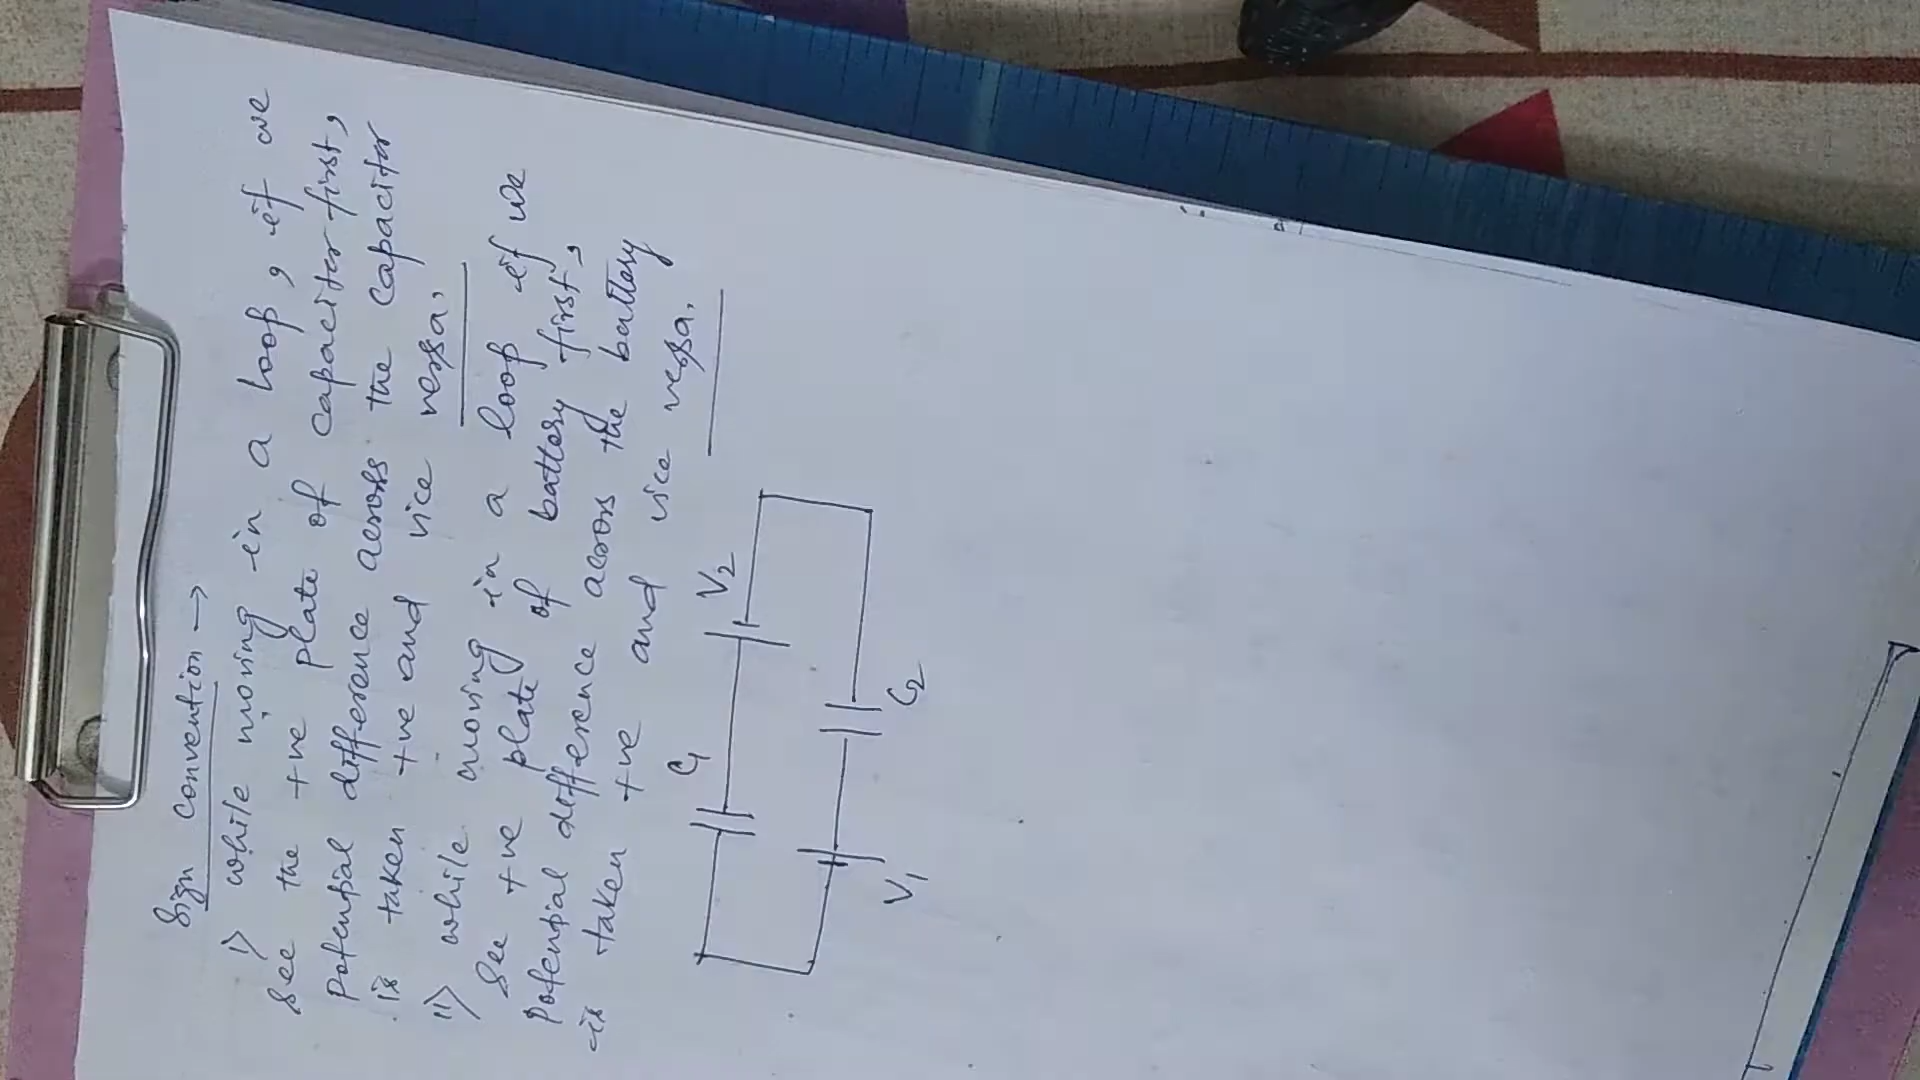 Sign convention →
i) while moving in a loop, if we
see the +ve plate of capacitor first,
potential difference across the capacitor
is taken +ve and vice versa.
ii) while moving in a loop if we
see +ve plate of battery first,
potential difference across the battery
is taken +ve and vice versa.
C1 V2
V1 C2